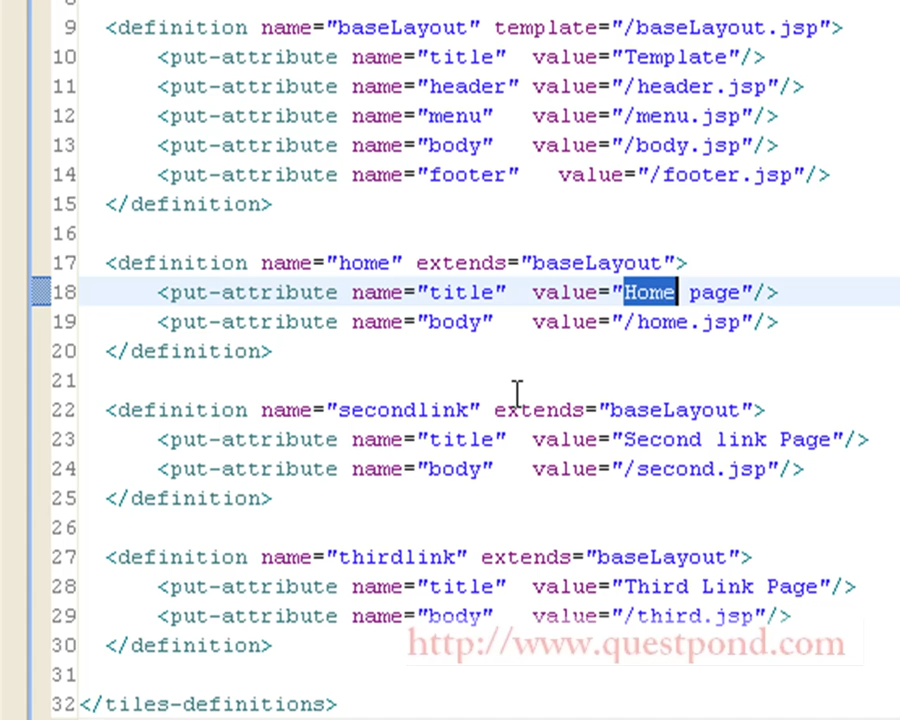 9 <definition name="baseLayout" template="/baseLayout.jsp">
10 <put-attribute name="title" value="Template"/>
11 <put-attribute name="header" value="/header.jsp"/>
12 <put-attribute name="menu" value="/menu.jsp"/>
13 <put-attribute name="body" value="/body.jsp"/>
14 <put-attribute name="footer" value="/footer.jsp"/>
15 </definition>
16
17 <definition name="home" extends="baseLayout">
18 <put-attribute name="title" value="Home page"/>
19 <put-attribute name="body" value="/home.jsp"/>
20 </definition>
21
22 <definition name="secondlink" extends="baseLayout">
23 <put-attribute name="title" value="Second link Page"/>
24 <put-attribute name="body" value="/second.jsp"/>
25 </definition>
26
27 <definition name="thirdlink" extends="baseLayout">
28 <put-attribute name="title" value="Third Link Page"/>
29 <put-attribute name="body" value="/third.jsp"/>
30 </definition>
http://www.questpond.com
31
32 </tiles-definitions>